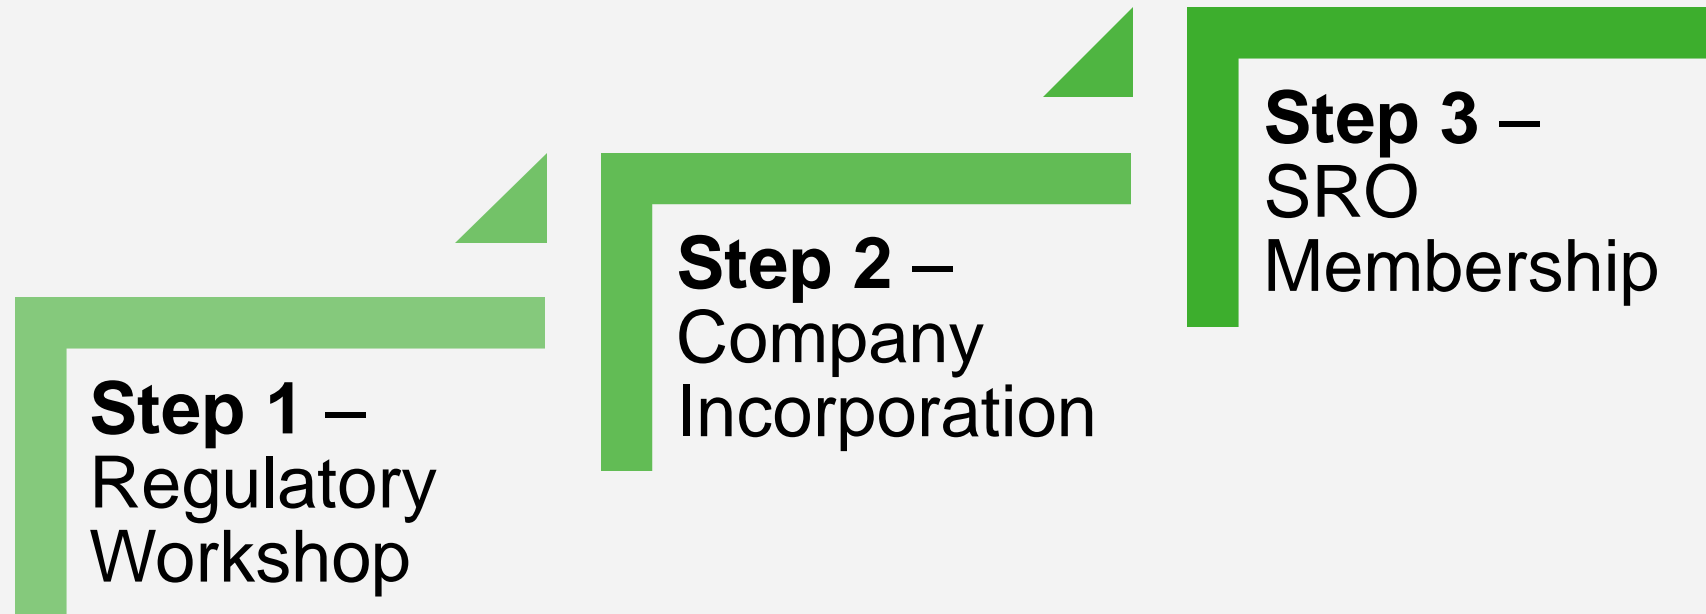 Step 1 –
Regulatory
Workshop
Step 2 –
Company
Incorporation
Step 3 –
SRO
Membership